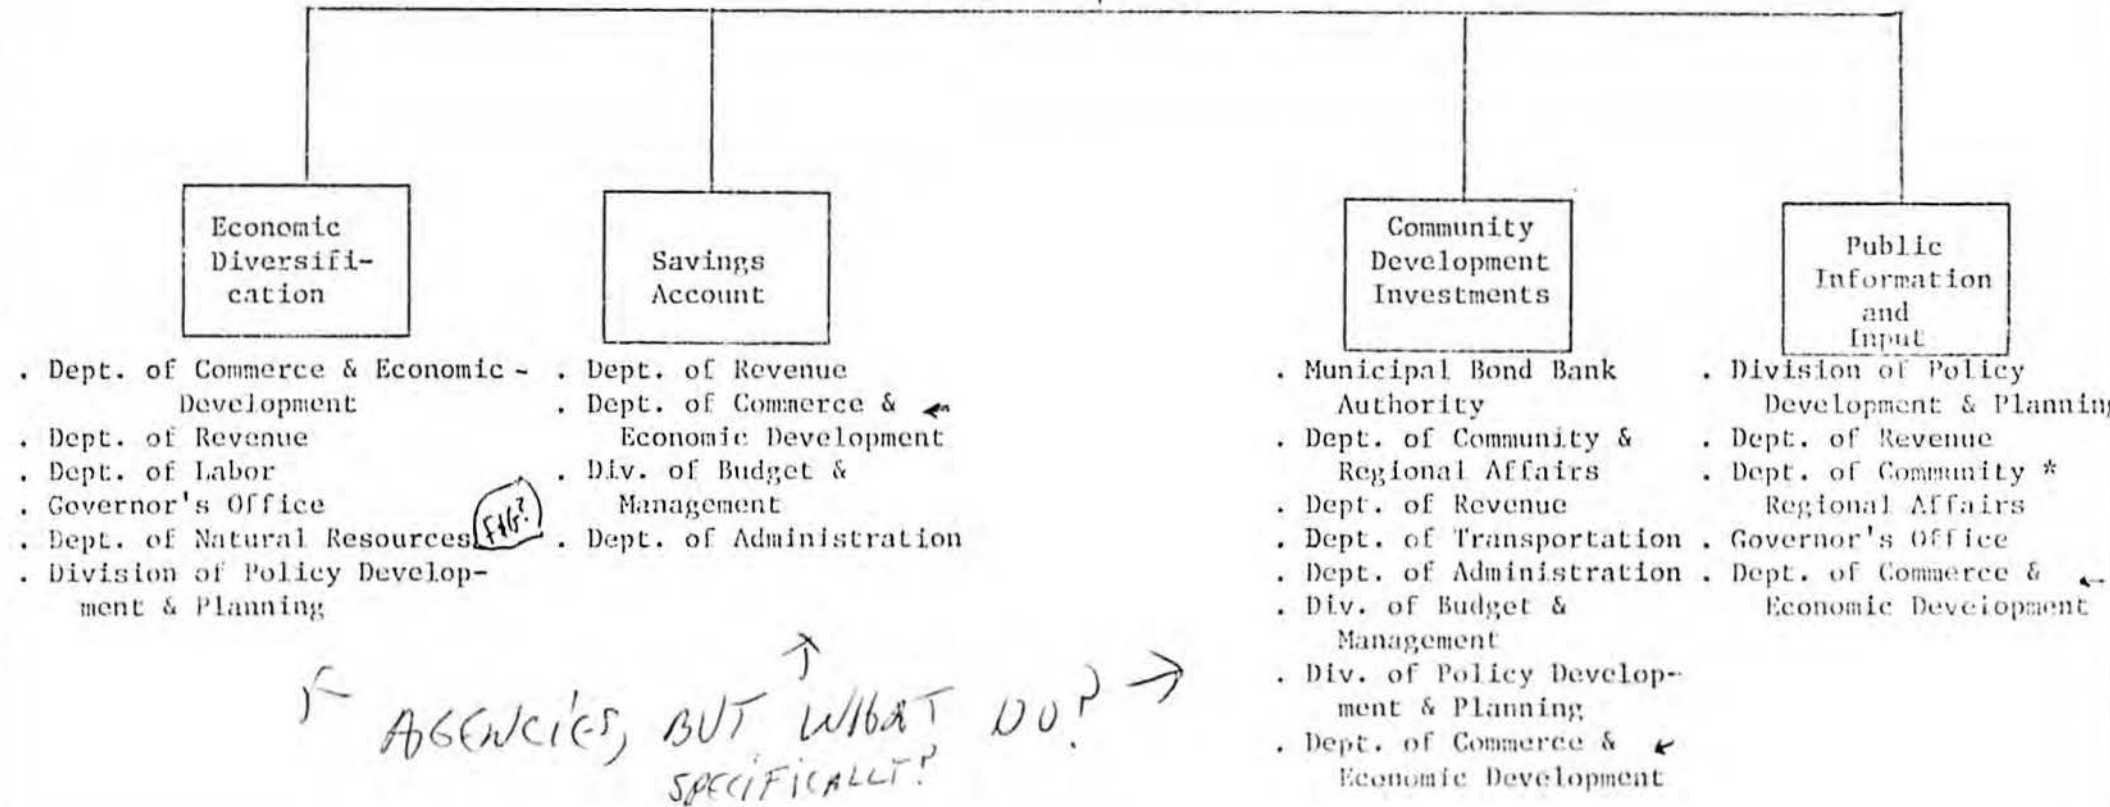 Economic
Diversifi-
cation
Savings
Account
Community
Development
Investments
Public
Information
and
Input
. Dept. of Commerce & Economic -
Development
. Dept. of Revenue
. Dept. of Labor
. Governor's Office
. Dept. of Natural Resources
F&G?
. Division of Policy Develop-
ment & Planning
. Dept. of Revenue
. Dept. of Commerce & ←
Economic Development
. Div. of Budget &
Management
. Dept. of Administration
. Municipal Bond Bank
Authority
. Dept. of Community &
Regional Affairs
. Dept. of Revenue
. Dept. of Transportation
. Dept. of Administration
. Div. of Budget &
Management
. Div. of Policy Develop-
ment & Planning
. Dept. of Commerce & ←
Economic Development
. Division of Policy
Development & Planning
. Dept. of Revenue
. Dept. of Community *
Regional Affairs
. Governor's Office
. Dept. of Commerce & ←
Economic Development
AGENCIES, BUT WHAT DO?
SPECIFICALLY?